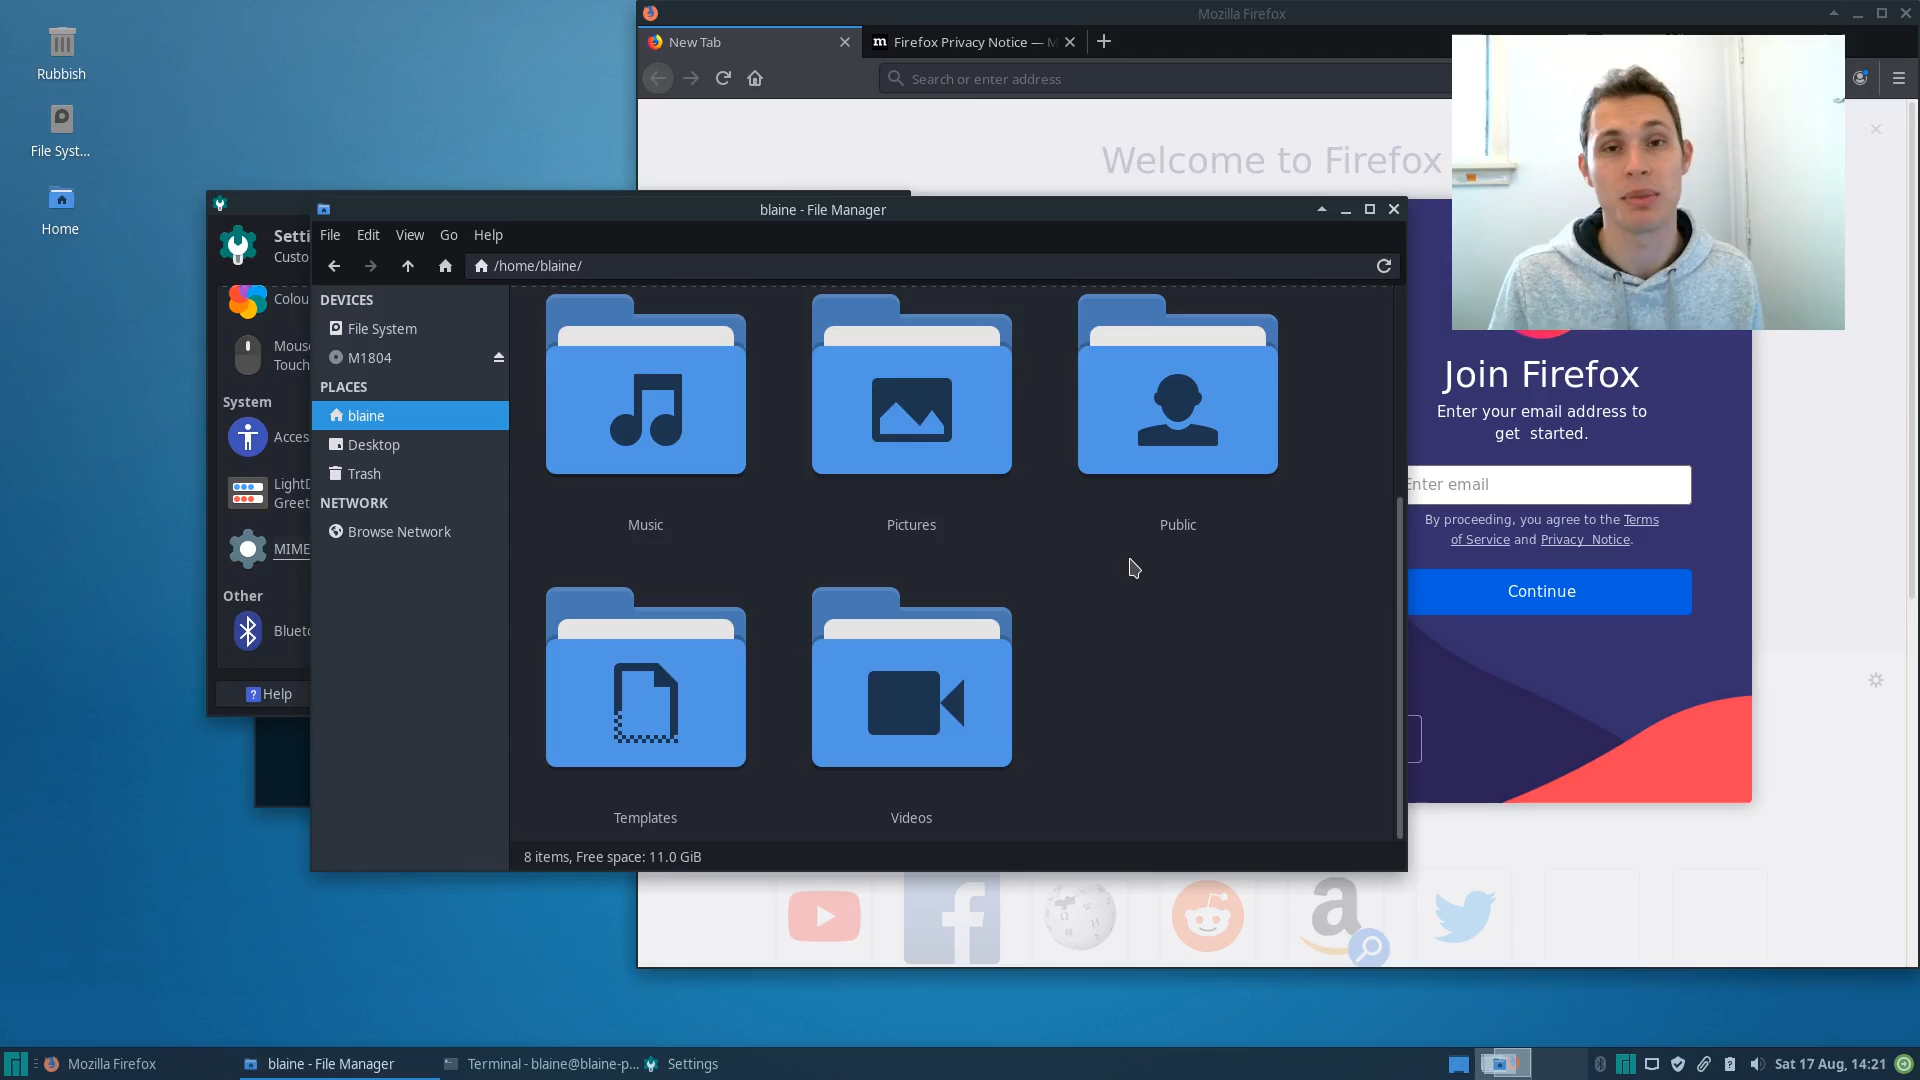 Rubbish
File Syst...
Home
Mozilla Firefox
New Tab
Firefox Privacy Notice — M
Search or enter address
Welcome to Firefox
Join Firefox
Enter your email address to
get started.
Enter email
By proceeding, you agree to the Terms
of Service and Privacy Notice.
Continue
Setti
Custo
Colou
Mous
Touch
System
Acces
LightD
Greet
MIME
Other
Blueto
? Help
blaine - File Manager
File Edit View Go Help
/home/blaine/
DEVICES
File System
M1804
PLACES
blaine
Desktop
Trash
NETWORK
Browse Network
Music
Pictures
Public
Templates
Videos
8 items, Free space: 11.0 GiB
Mozilla Firefox
blaine - File Manager
Terminal - blaine@blaine-p...
Settings
Sat 17 Aug, 14:21